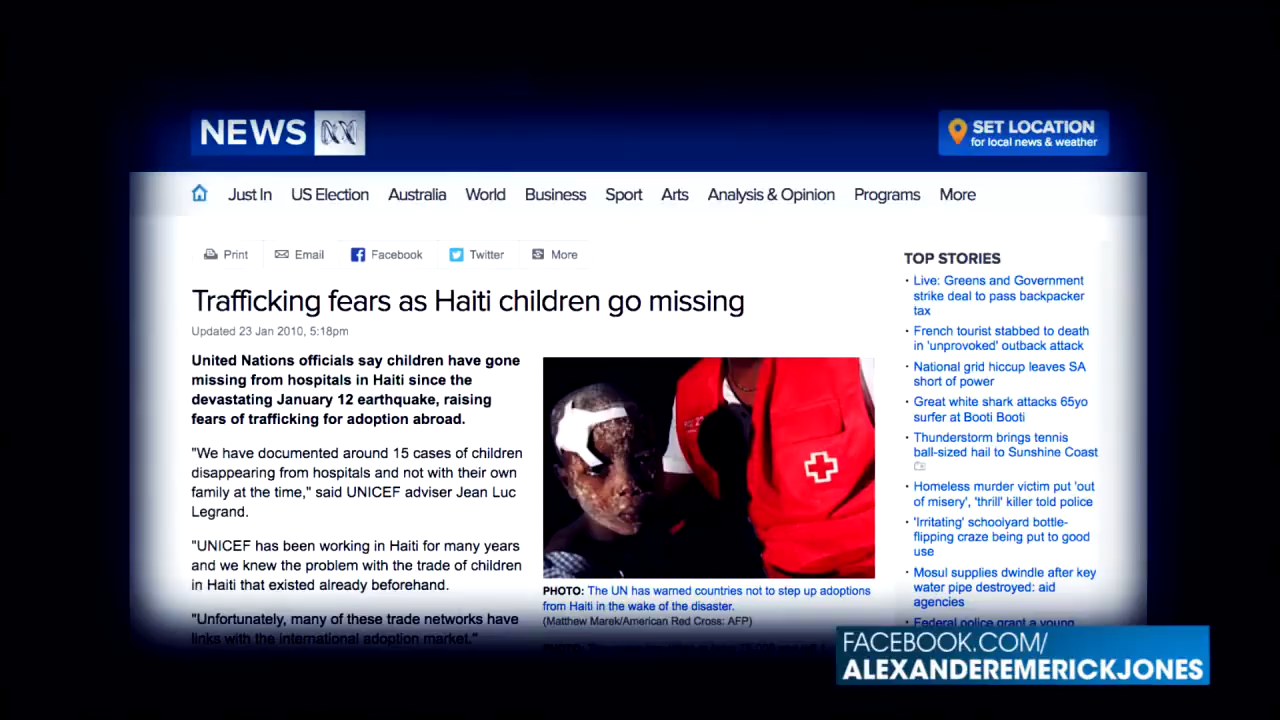 NEWS
SET LOCATION
for local news & weather
Just In US Election Australia World Business Sport Arts Analysis & Opinion Programs More
Print Email Facebook Twitter More
Trafficking fears as Haiti children go missing
Updated 23 Jan 2010, 5:18pm
United Nations officials say children have gone
missing from hospitals in Haiti since the
devastating January 12 earthquake, raising
fears of trafficking for adoption abroad.
"We have documented around 15 cases of children
disappearing from hospitals and not with their own
family at the time," said UNICEF adviser Jean Luc
Legrand.
"UNICEF has been working in Haiti for many years
and we knew the problem with the trade of children
in Haiti that existed already beforehand.
"Unfortunately, many of these trade networks have
links with the international adoption market."
PHOTO: The UN has warned countries not to step up adoptions
from Haiti in the wake of the disaster.
(Matthew Marek/American Red Cross: AFP)
TOP STORIES
Live: Greens and Government
strike deal to pass backpacker
tax
French tourist stabbed to death
in 'unprovoked' outback attack
National grid hiccup leaves SA
short of power
Great white shark attacks 65yo
surfer at Booti Booti
Thunderstorm brings tennis
ball-sized hail to Sunshine Coast
Homeless murder victim put 'out
of misery', 'thrill' killer told police
'Irritating' schoolyard bottle-
flipping craze being put to good
use
Mosul supplies dwindle after key
water pipe destroyed: aid
agencies
Federal police grant a young
FACEBOOK.COM/
ALEXANDEREMERICKJONES